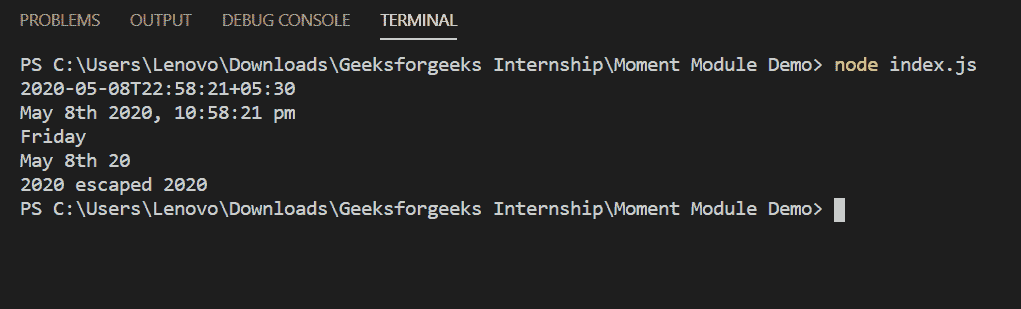 PROBLEMS OUTPUT DEBUG CONSOLE TERMINAL
PS C:\Users\Lenovo\Downloads\Geeksforgeeks Internship\Moment Module Demo> node index.js
2020-05-08T22:58:21+05:30
May 8th 2020, 10:58:21 pm
Friday
May 8th 20
2020 escaped 2020
PS C:\Users\Lenovo\Downloads\Geeksforgeeks Internship\Moment Module Demo>